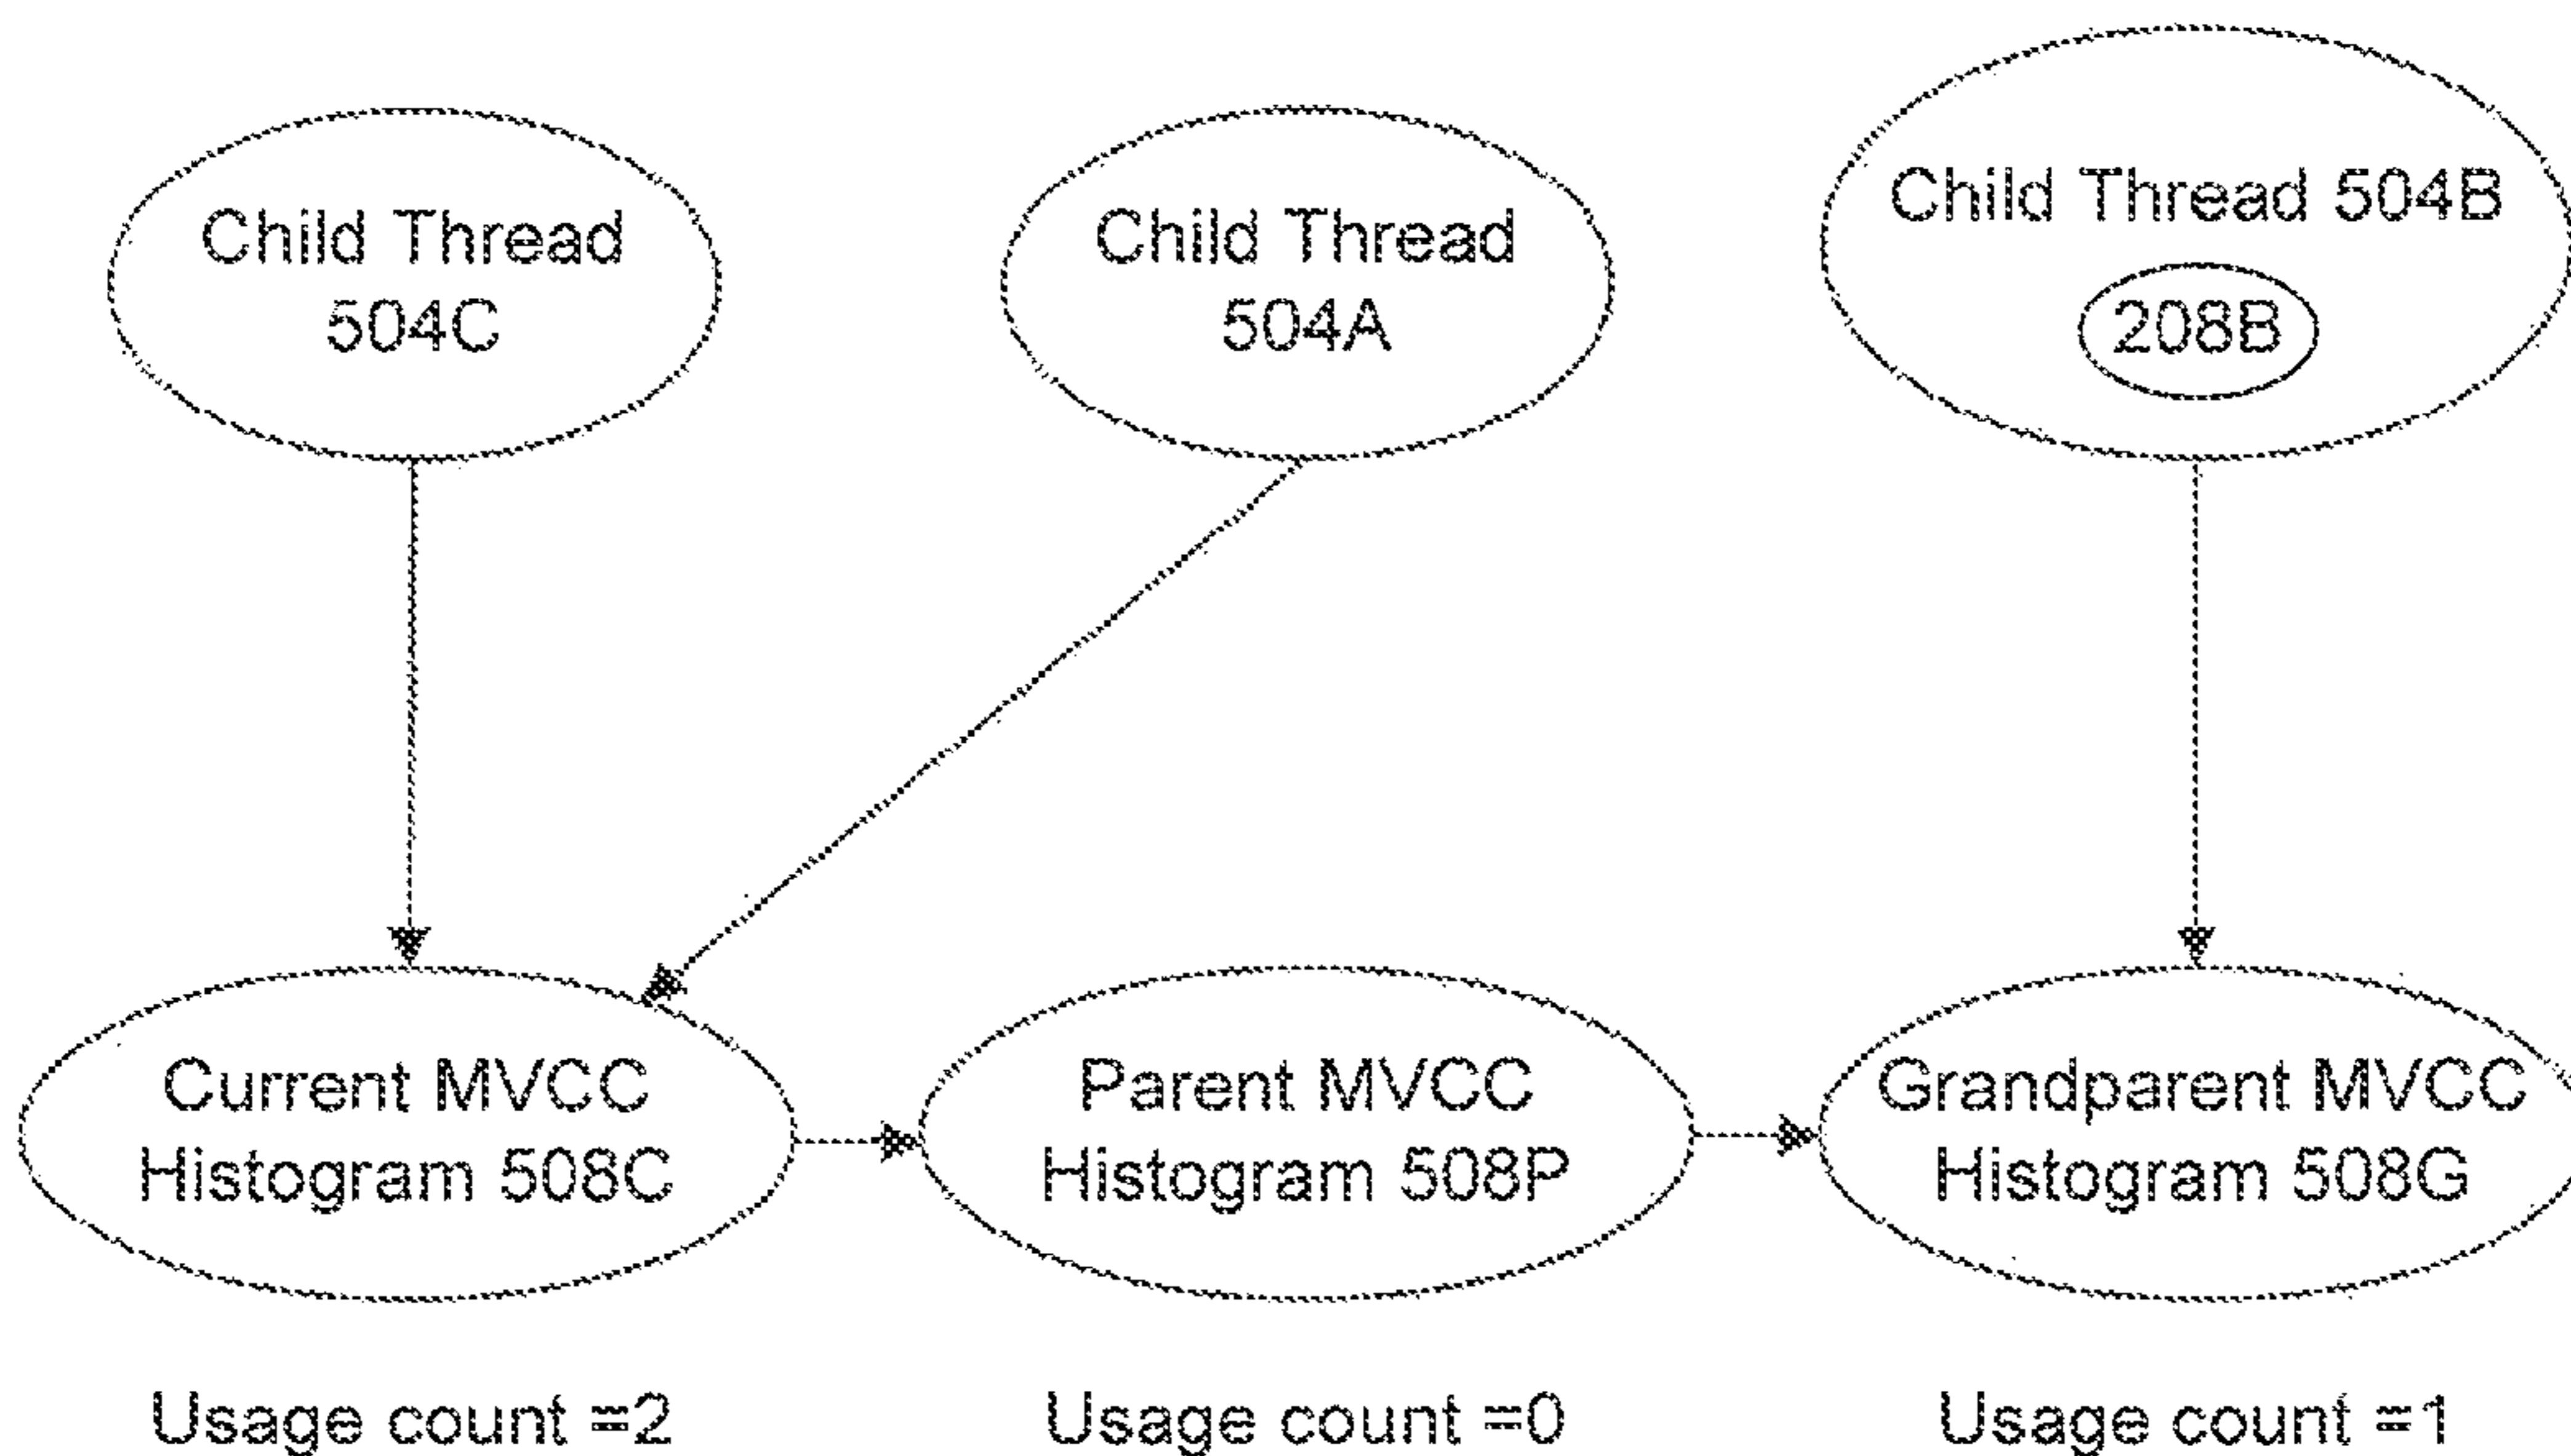 Child Thread
504C
Child Thread
504A
Child Thread 504B
208B
Current MVCC
Histogram 508C
Parent MVCC
Histogram 508P
Grandparent MVCC
Histogram 508G
Usage count =2
Usage count =0
Usage count =1